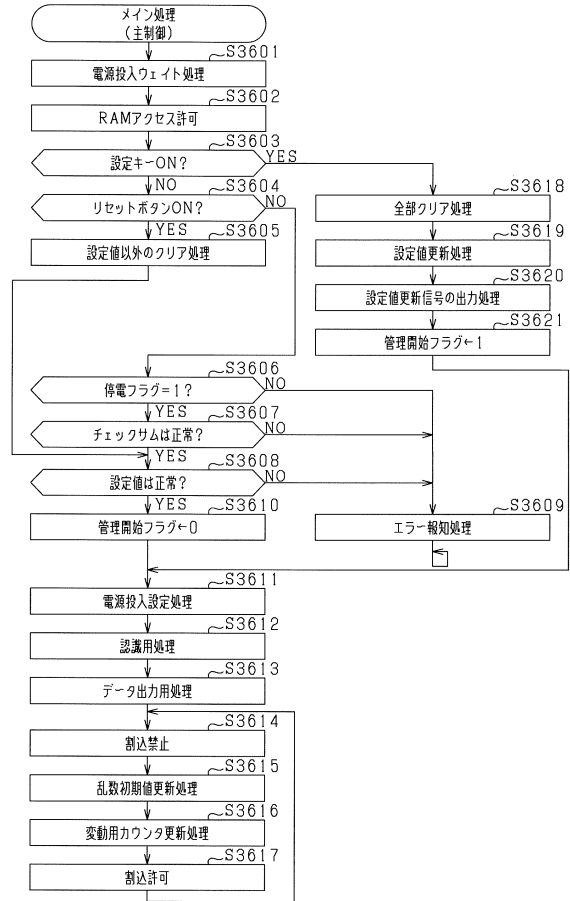 メイン処理
(主制御)
S3601
電源投入ウェイト処理
S3602
RAMアクセス許可
S3603
設定キーON?
YES
NO
S3604
リセットボタンON?
NO
YES
S3605
設定値以外のクリア処理
S3618
全部クリア処理
S3619
設定値更新処理
S3620
設定値更新信号の出力処理
S3621
管理開始フラグ←1
S3606
停電フラグ=1?
NO
YES
S3607
チェックサムは正常?
NO
YES
S3608
設定値は正常?
NO
YES
S3610
管理開始フラグ←0
S3609
エラー報知処理
S3611
電源投入設定処理
S3612
認識用処理
S3613
データ出力用処理
S3614
割込禁止
S3615
乱数初期値更新処理
S3616
変動用カウンタ更新処理
S3617
割込許可